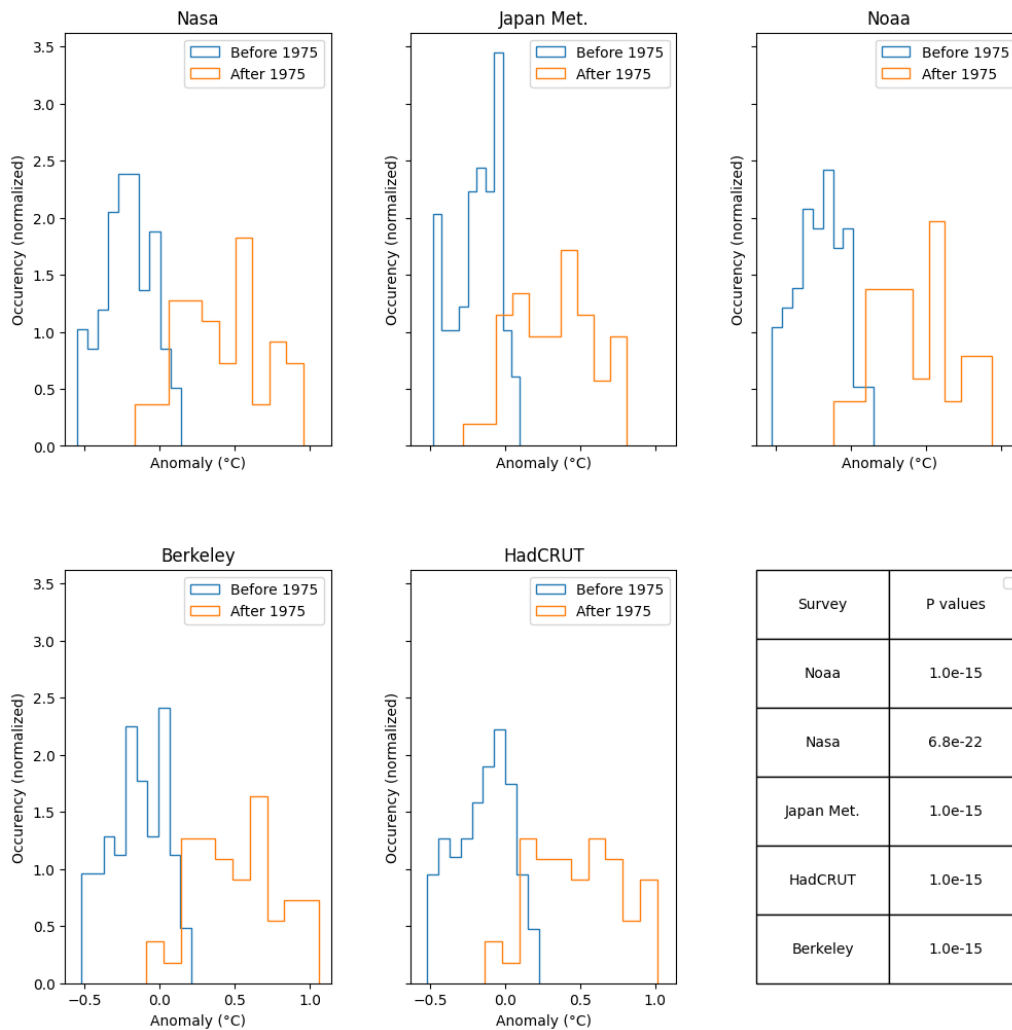 Nasa
Japan Met.
Noaa
Before 1975
After 1975
Before 1975
After 1975
Before 1975
After 1975
3.5
3.0
2.5
2.0
1.5
1.0
0.5
0.0
Occurency (normalized)
Occurency (normalized)
Occurency (normalized)
Anomaly (°C)
Anomaly (°C)
Anomaly (°C)
Berkeley
HadCRUT
Before 1975
After 1975
Before 1975
After 1975
3.5
3.0
2.5
2.0
1.5
1.0
0.5
0.0
Occurency (normalized)
Occurency (normalized)
−0.5 0.0 0.5 1.0
−0.5 0.0 0.5 1.0
Anomaly (°C)
Anomaly (°C)
Survey P values
Noaa 1.0e-15
Nasa 6.8e-22
Japan Met. 1.0e-15
HadCRUT 1.0e-15
Berkeley 1.0e-15